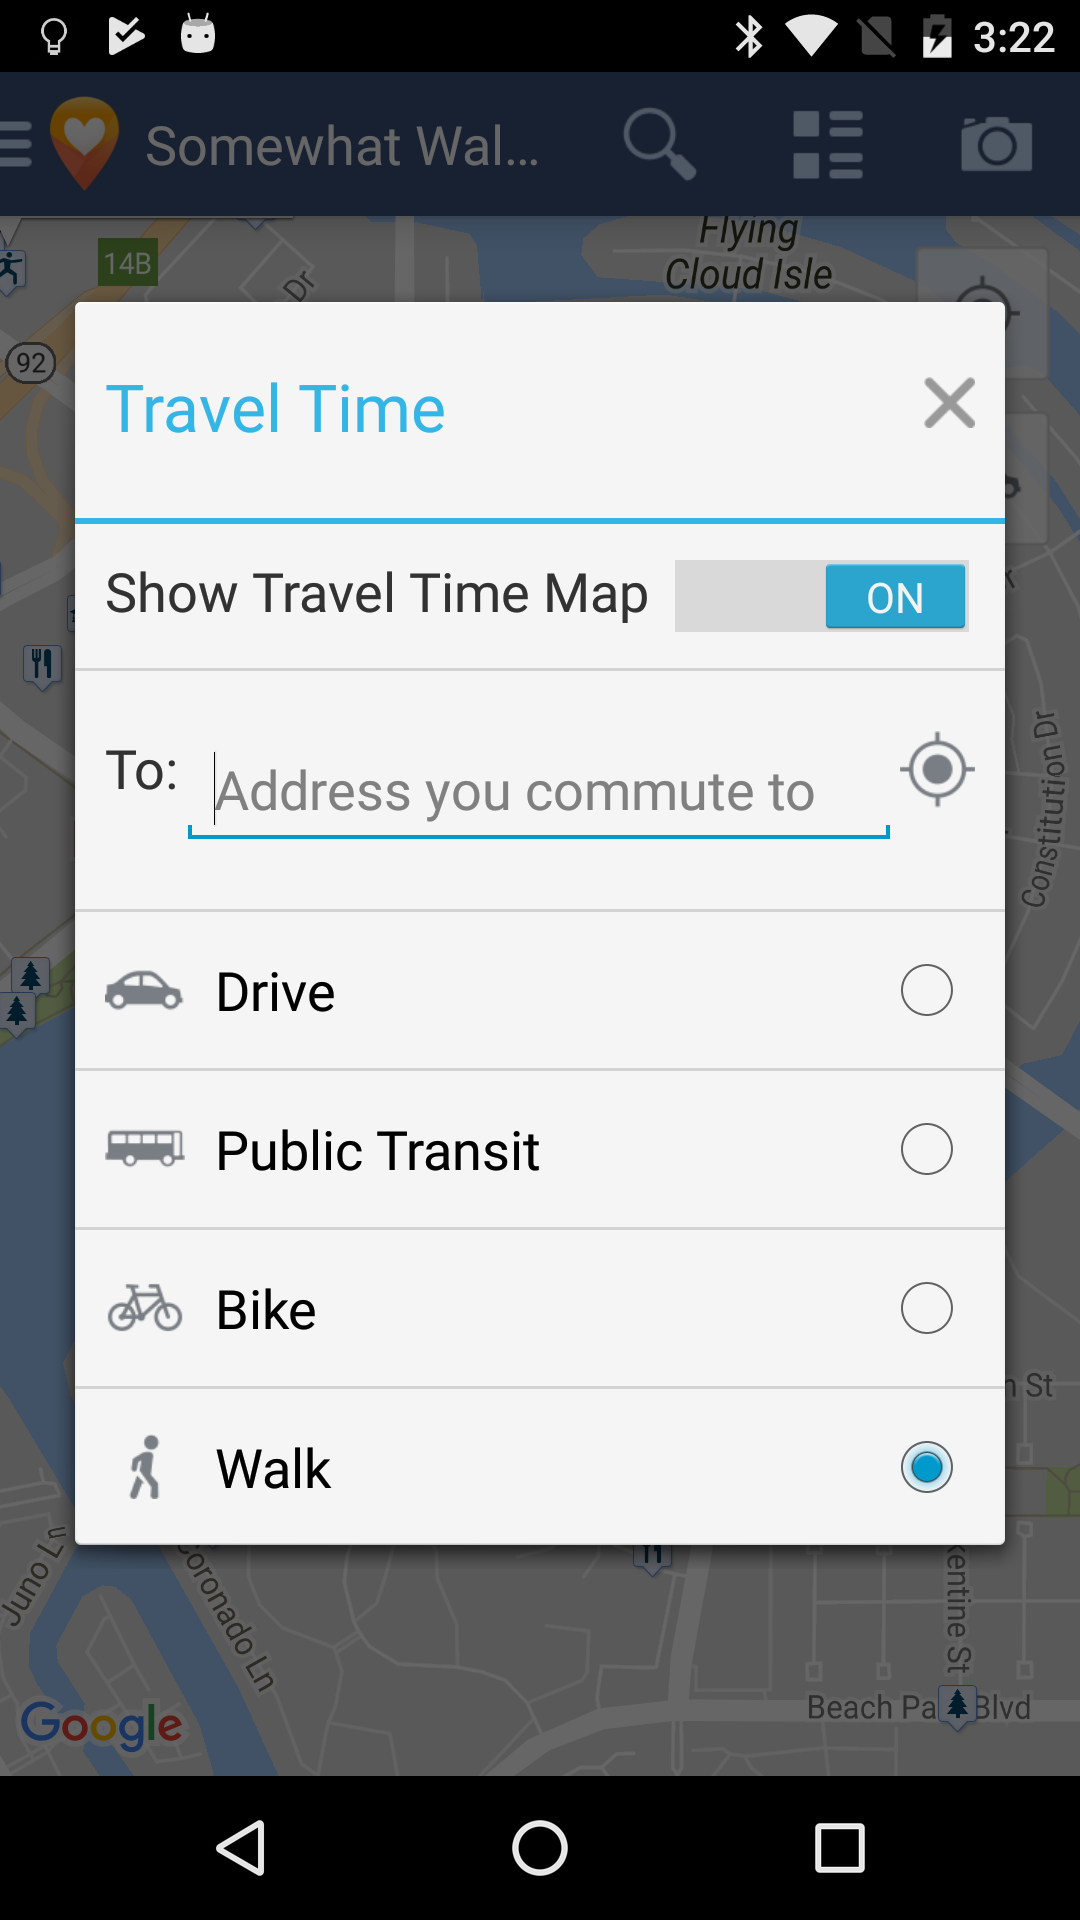 3:22
Somewhat Wal...
Flying
Cloud Isle
14B
Dr
92
Travel Time
Show Travel Time Map
ON
To:
Address you commute to
Constitution Dr
Drive
Public Transit
Bike
Walk
St
Juno Ln
Coronado Ln
Beach Pa
Blvd
Google